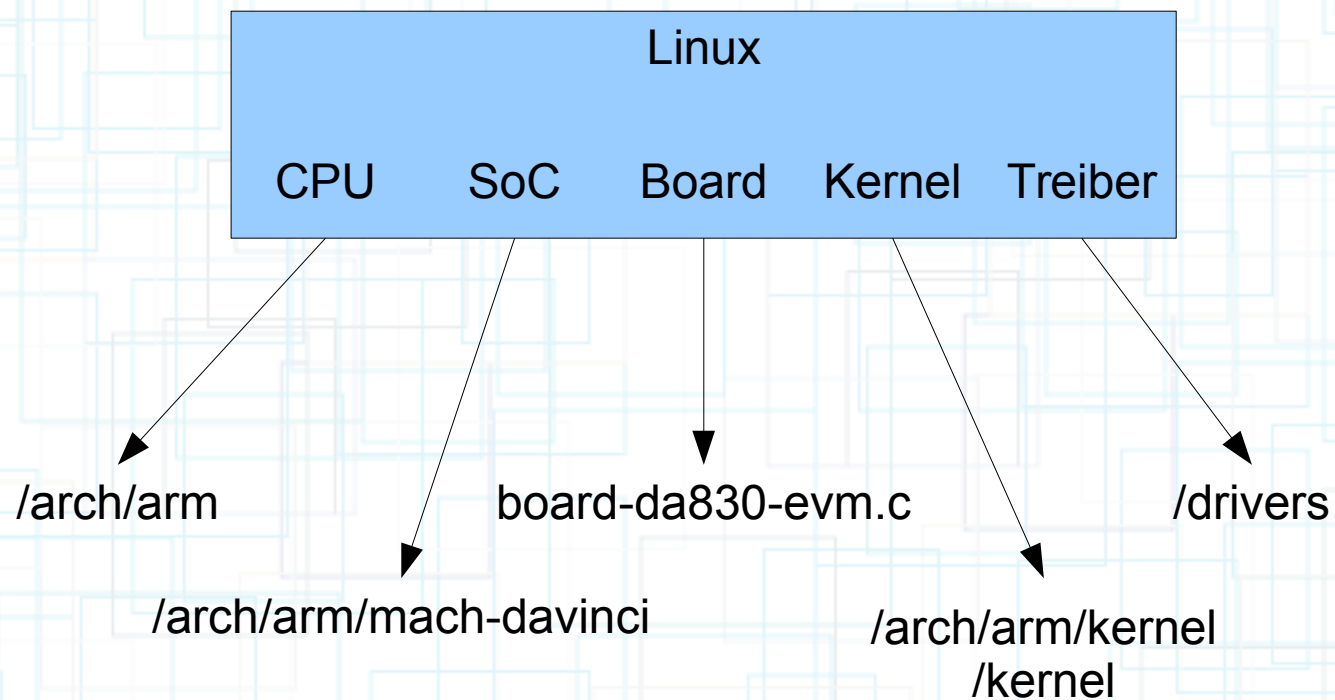 Linux
CPU SoC Board Kernel Treiber
/arch/arm board-da830-evm.c /drivers
/arch/arm/mach-davinci /arch/arm/kernel
/kernel